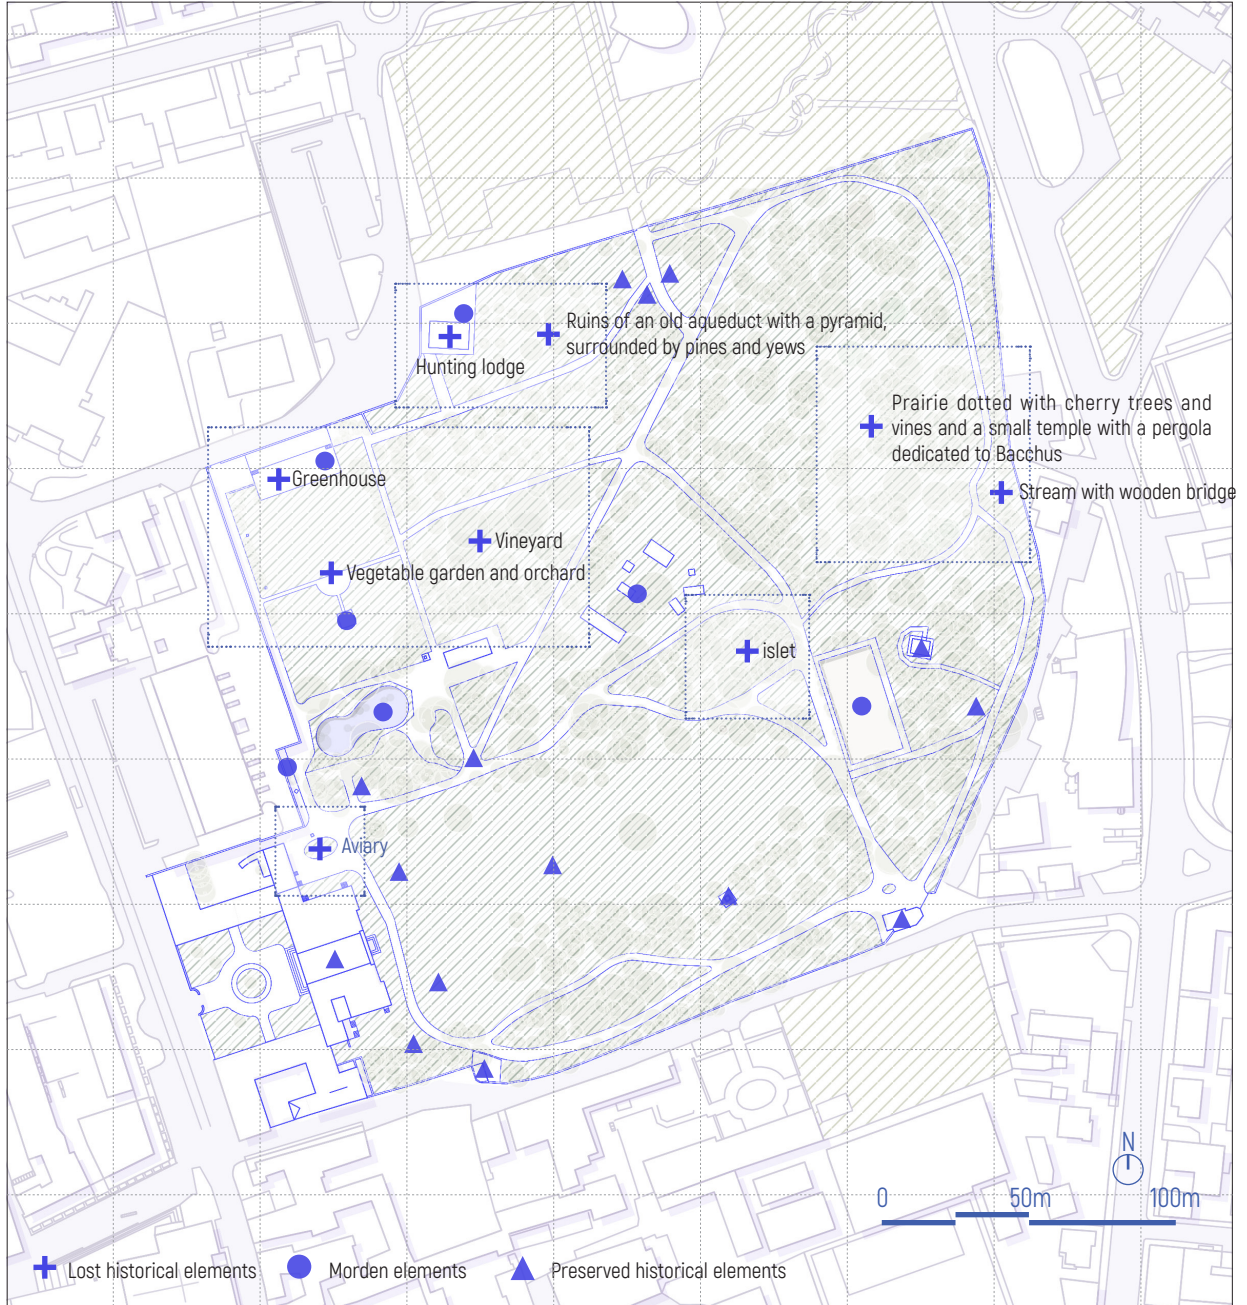 Ruins of an old aqueduct with a pyramid,
surrounded by pines and yews
Hunting lodge
Prairie dotted with cherry trees and
vines and a small temple with a pergola
dedicated to Bacchus
Greenhouse
Stream with wooden bridge
Vineyard
Vegetable garden and orchard
islet
Aviary
N
0 50m 100m
Lost historical elements
Morden elements
Preserved historical elements